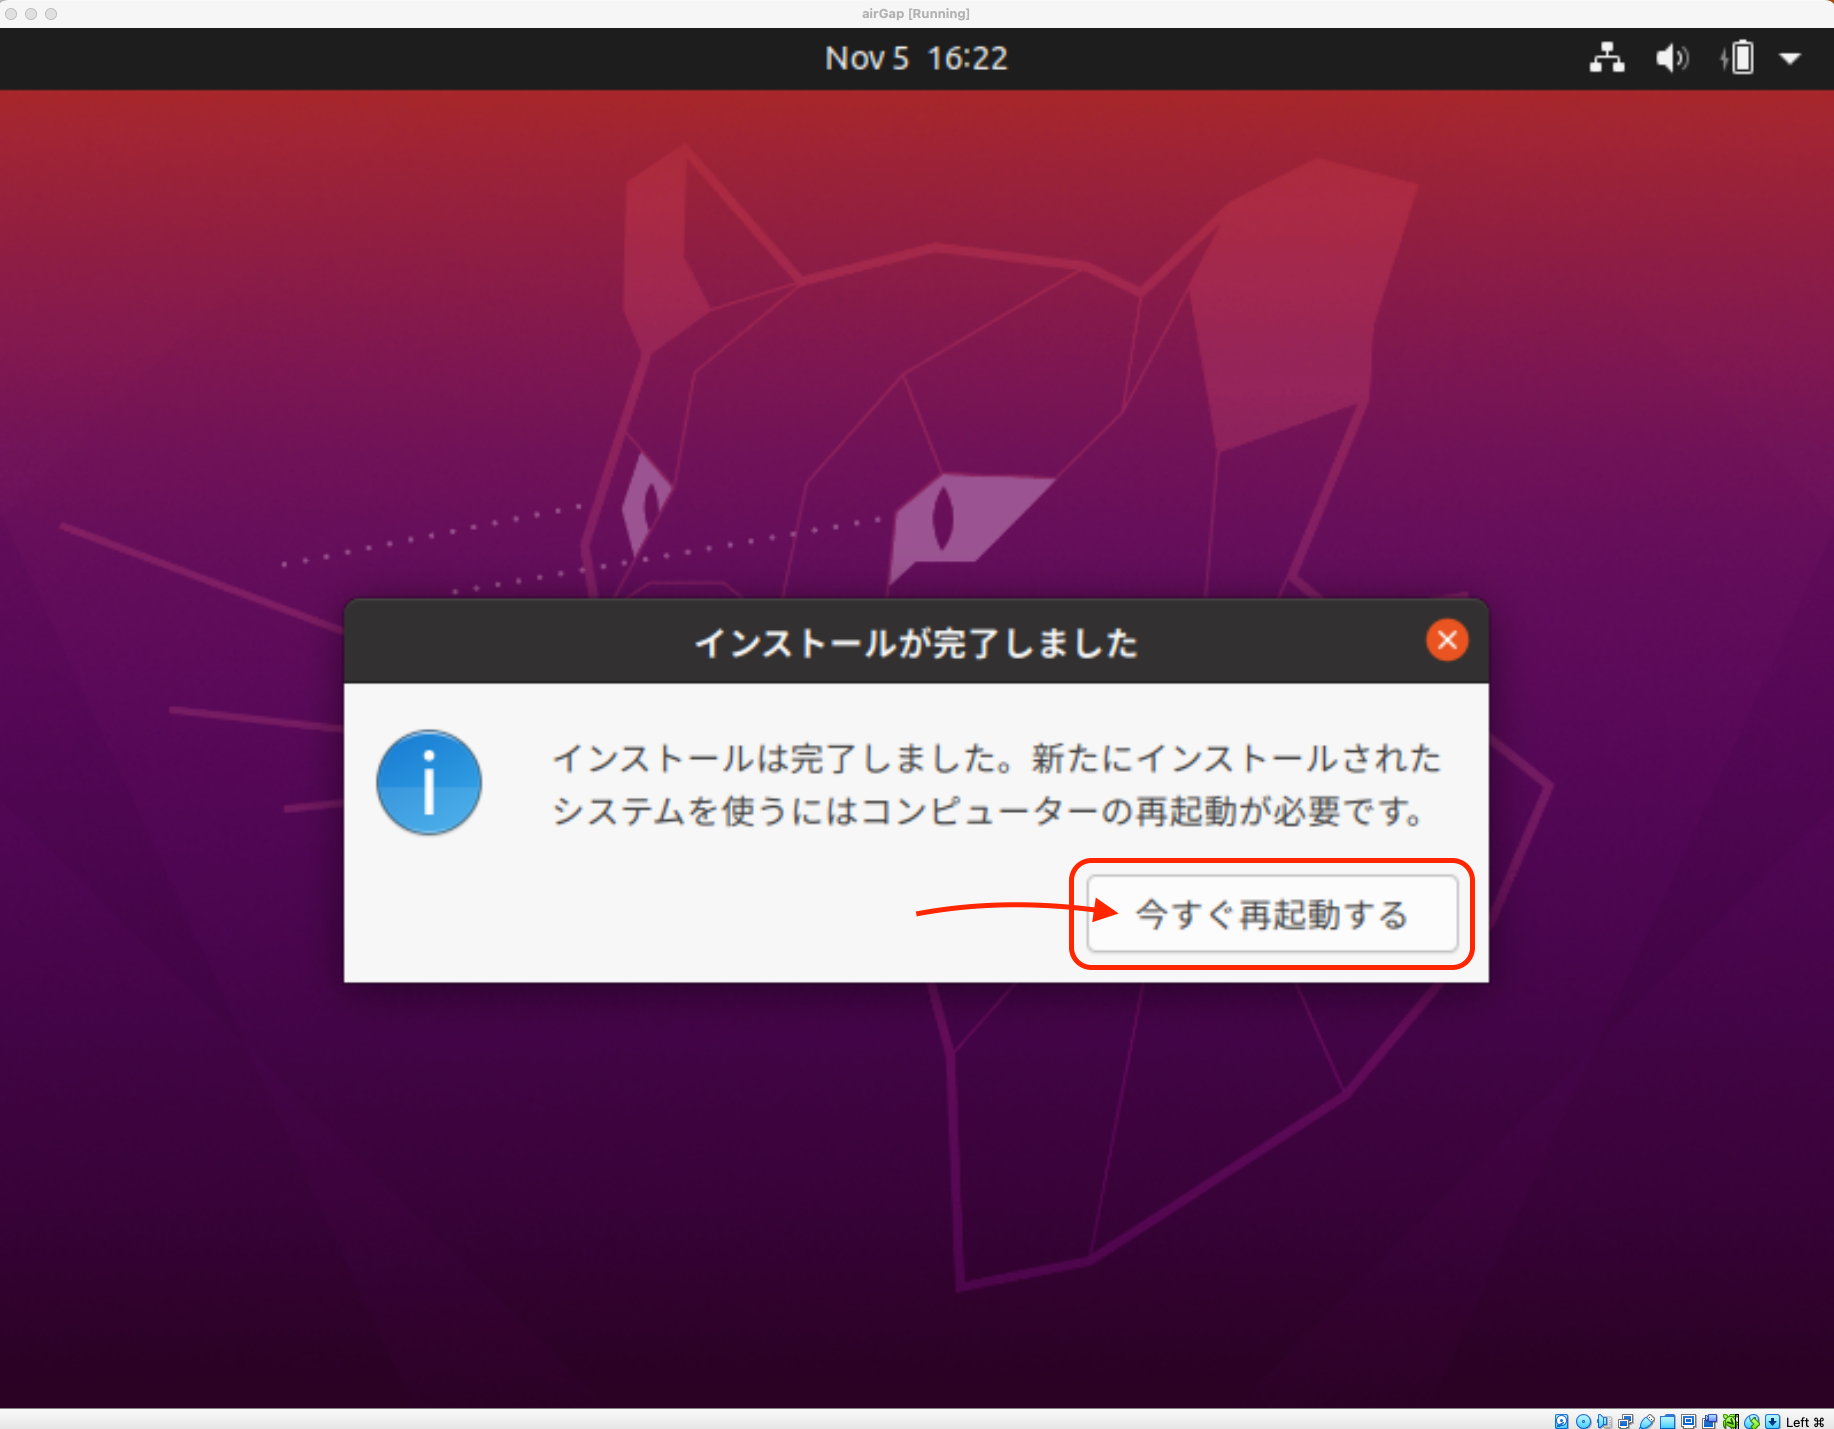 airGap [Running]
Nov 5 16:22
インストールが完了しました
インストールは完了しました。新たにインストールされた
システムを使うにはコンピューターの再起動が必要です。
今すぐ再起動する
Left ⌘